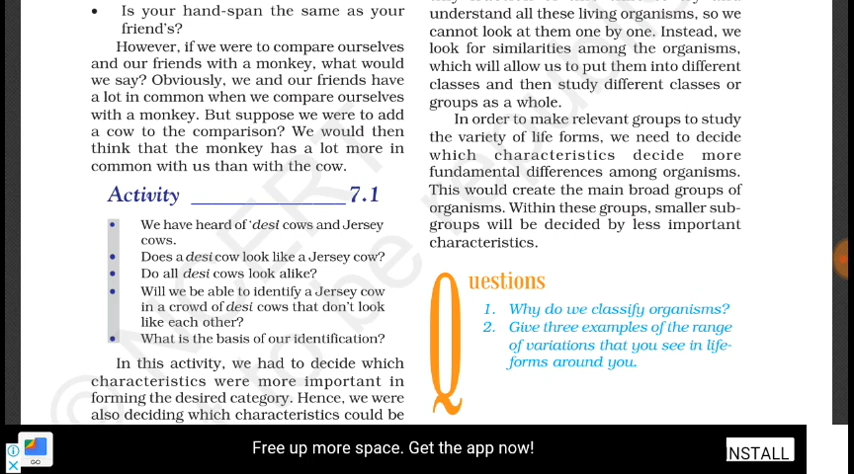 • Is your hand-span the same as your
friend's?
However, if we were to compare ourselves
and our friends with a monkey, what would
we say? Obviously, we and our friends have
a lot in common when we compare ourselves
with a monkey. But suppose we were to add
a cow to the comparison? We would then
think that the monkey has a lot more in
common with us than with the cow.
Activity 7.1
• We have heard of 'desi cows and Jersey
cows.
• Does a desi cow look like a Jersey cow?
• Do all desi cows look alike?
• Will we be able to identify a Jersey cow
in a crowd of desi cows that don't look
like each other?
• What is the basis of our identification?
In this activity, we had to decide which
characteristics were more important in
forming the desired category. Hence, we were
also deciding which characteristics could be
understand all these living organisms, so we
cannot look at them one by one. Instead, we
look for similarities among the organisms,
which will allow us to put them into different
classes and then study different classes or
groups as a whole.
In order to make relevant groups to study
the variety of life forms, we need to decide
which characteristics decide more
fundamental differences among organisms.
This would create the main broad groups of
organisms. Within these groups, smaller sub-
groups will be decided by less important
characteristics.
Questions
1. Why do we classify organisms?
2. Give three examples of the range
of variations that you see in life-
forms around you.
© NCERT
to be republi
GO
Free up more space. Get the app now!
INSTALL